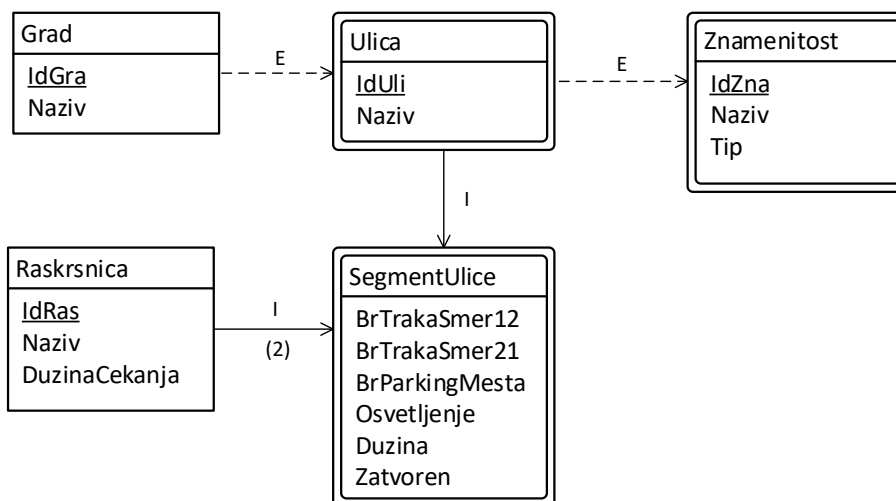 Grad
IdGra
Naziv
E
Ulica
IdUli
Naziv
E
Znamenitost
IdZna
Naziv
Tip
I
Raskrsnica
IdRas
Naziv
DuzinaCekanja
I
(2)
SegmentUlice
BrTrakaSmer12
BrTrakaSmer21
BrParkingMesta
Osvetljenje
Duzina
Zatvoren